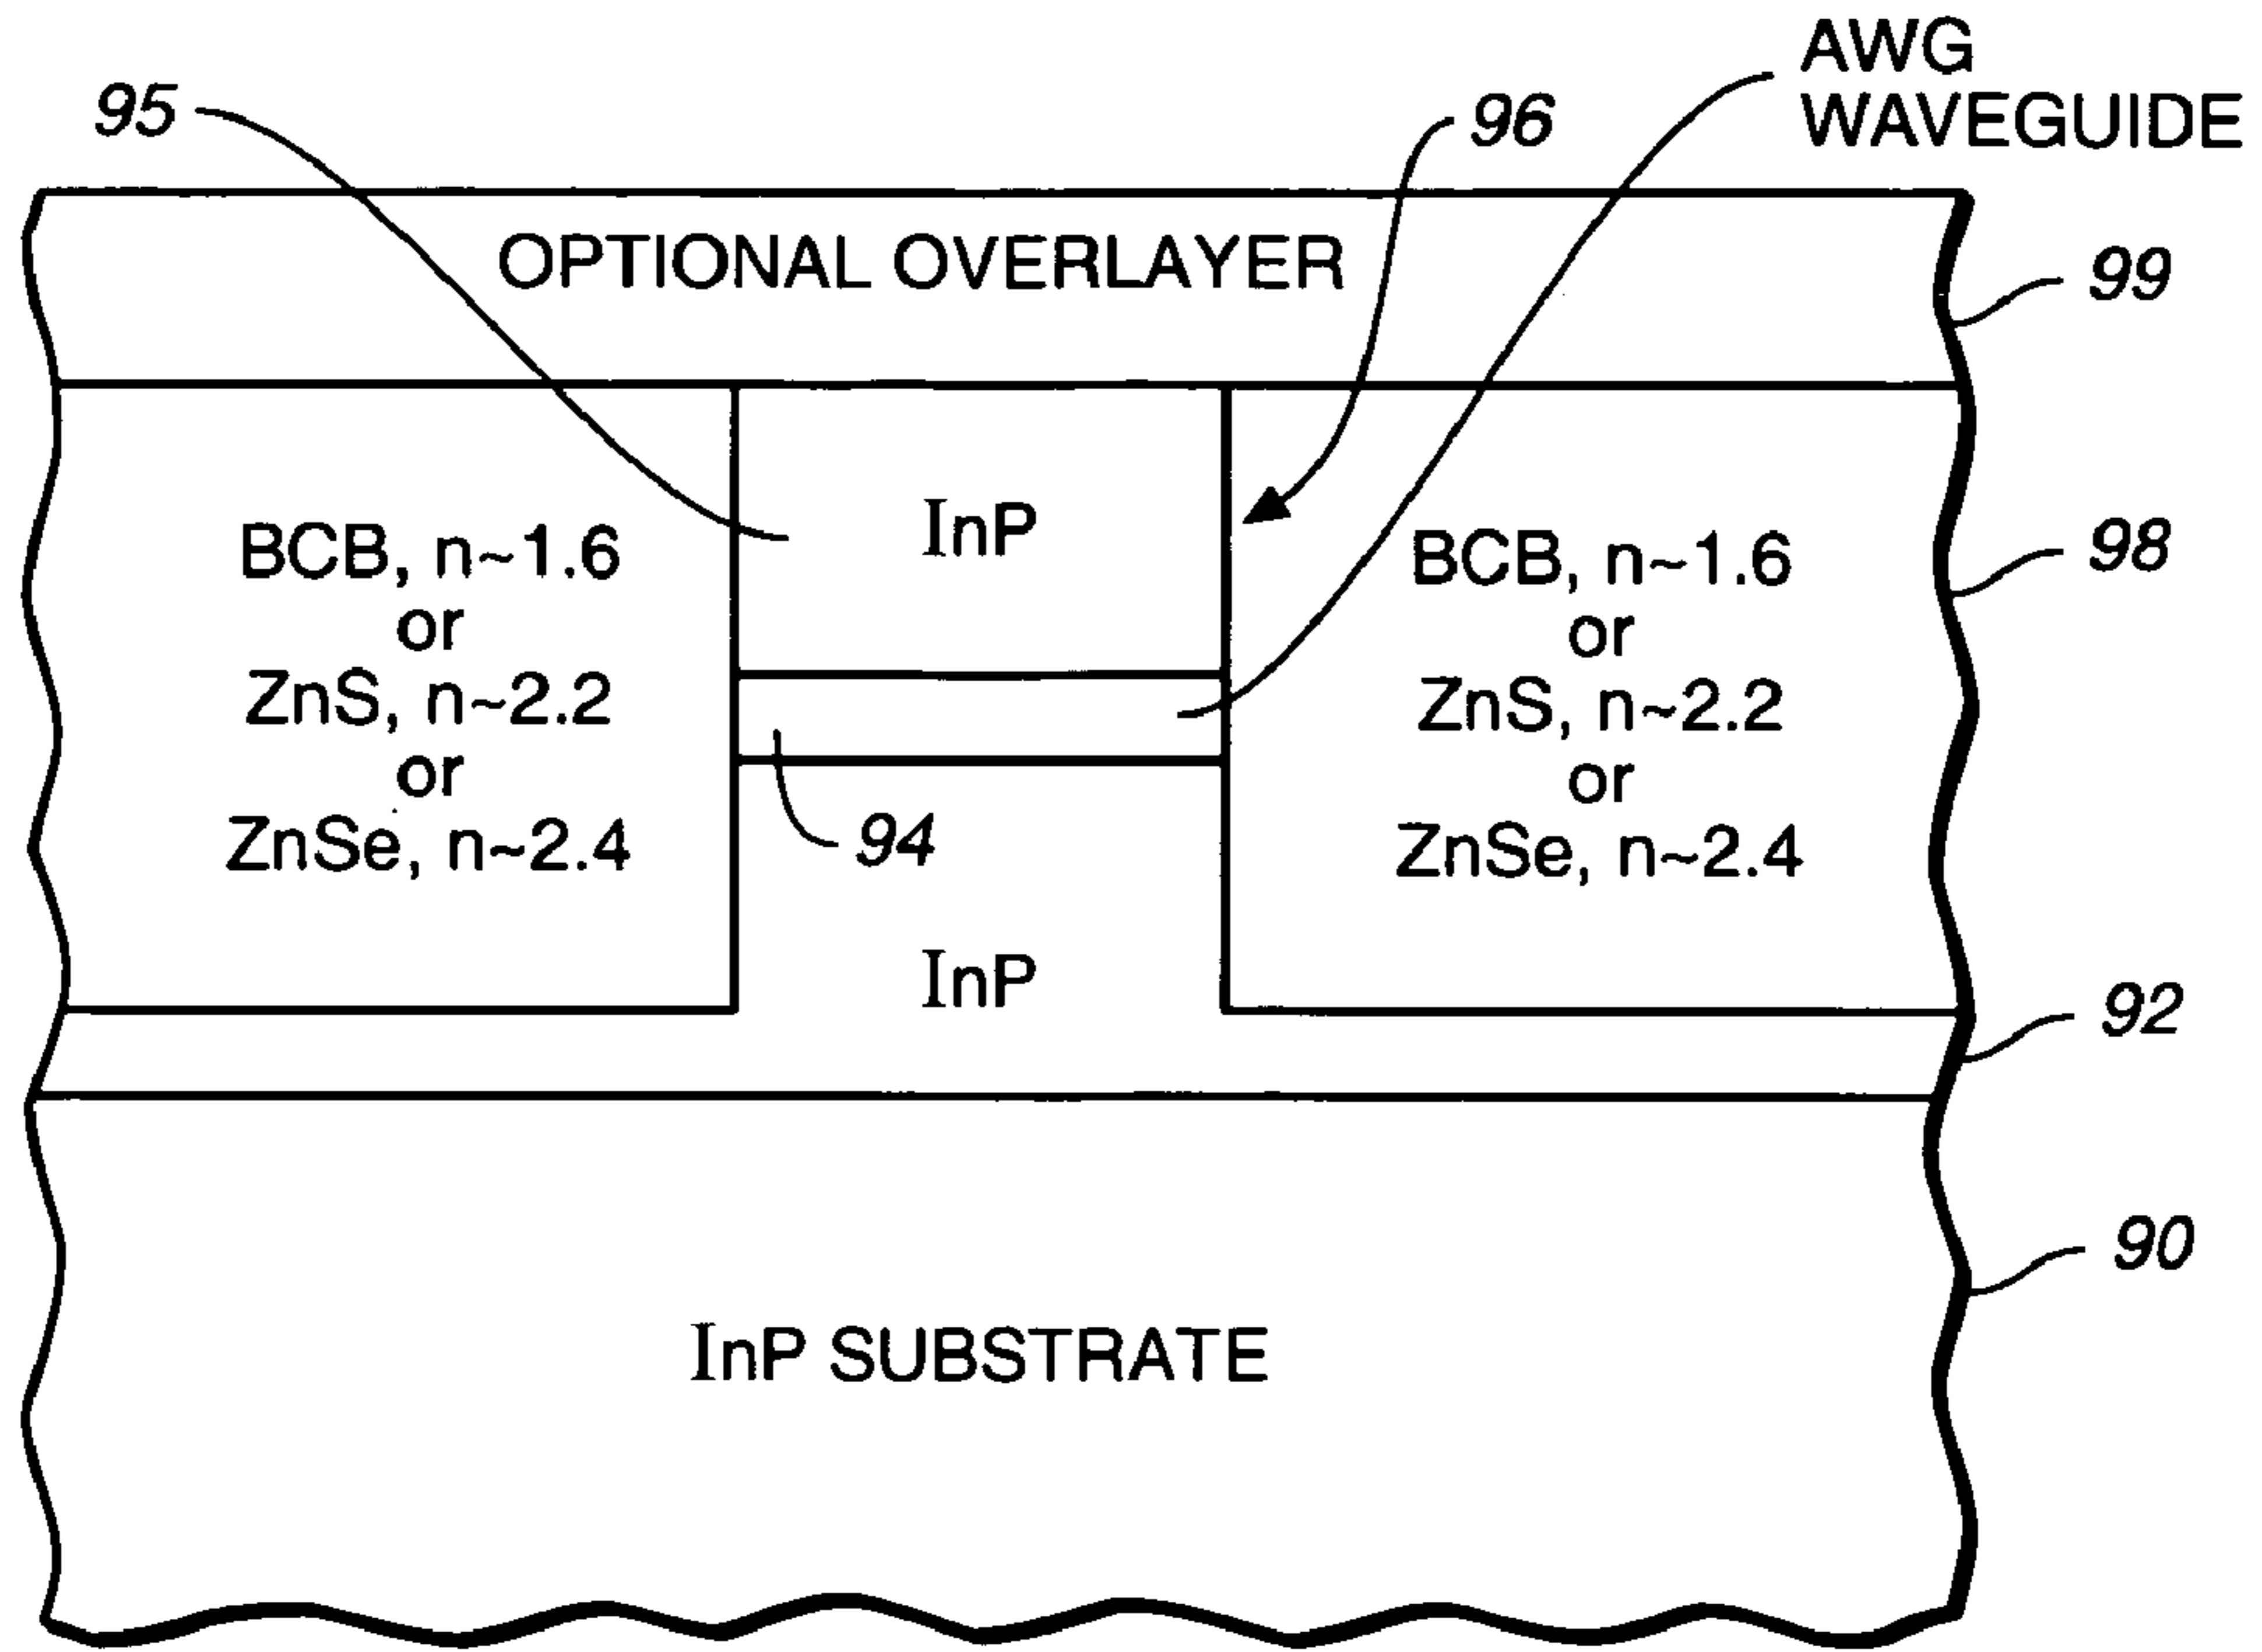 AWG
WAVEGUIDE
95
96
OPTIONAL OVERLAYER
99
InP
BCB, n~1.6
or
ZnS, n~2.2
or
ZnSe, n~2.4
BCB, n~1.6
or
ZnS, n~2.2
or
ZnSe, n~2.4
98
94
InP
92
90
InP SUBSTRATE